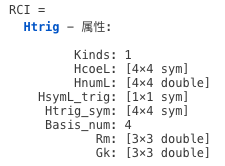 RCI =
Htrig - 属性:
Kinds: 1
HcoeL: [4×4 sym]
HnumL: [4×4 double]
HsymL_trig: [1×1 sym]
Htrig_sym: [4×4 sym]
Basis_num: 4
Rm: [3×3 double]
Gk: [3×3 double]